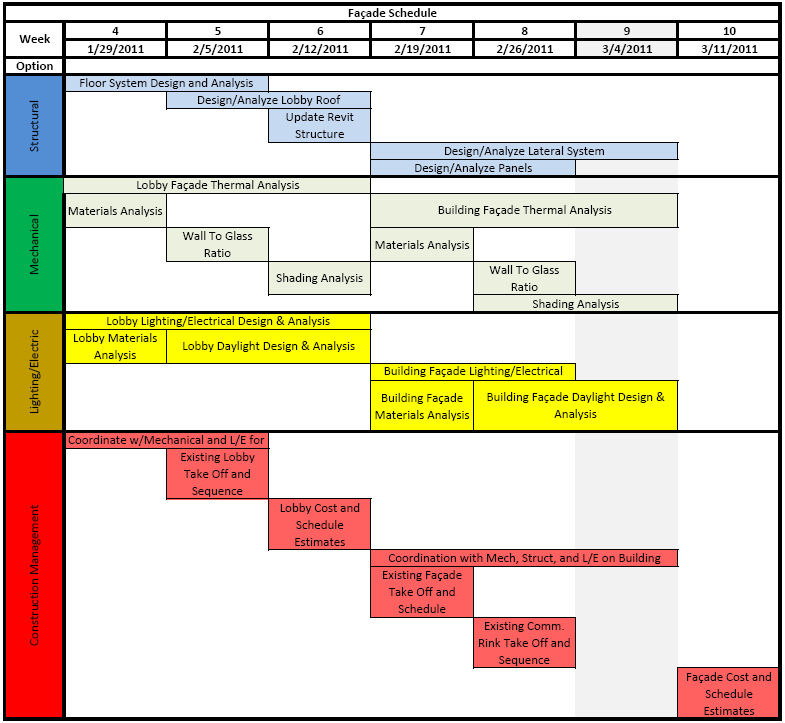 Façade Schedule
Week
4 5 6 7 8 9 10
1/29/2011 2/5/2011 2/12/2011 2/19/2011 2/26/2011 3/4/2011 3/11/2011
Option
Structural
Floor System Design and Analysis
Design/Analyze Lobby Roof
Update Revit
Structure
Design/Analyze Lateral System
Design/Analyze Panels
Mechanical
Lobby Façade Thermal Analysis
Materials Analysis
Building Façade Thermal Analysis
Wall To Glass
Ratio
Materials Analysis
Shading Analysis
Wall To Glass
Ratio
Shading Analysis
Lighting/Electric
Lobby Lighting/Electrical Design & Analysis
Lobby Materials
Analysis
Lobby Daylight Design & Analysis
Building Façade Lighting/Electrical
Building Façade
Materials Analysis
Building Façade Daylight Design &
Analysis
Construction Management
Coordinate w/Mechanical and L/E for
Existing Lobby
Take Off and
Sequence
Lobby Cost and
Schedule
Estimates
Coordination with Mech, Struct, and L/E on Building
Existing Façade
Take Off and
Schedule
Existing Comm.
Rink Take Off and
Sequence
Façade Cost and
Schedule
Estimates